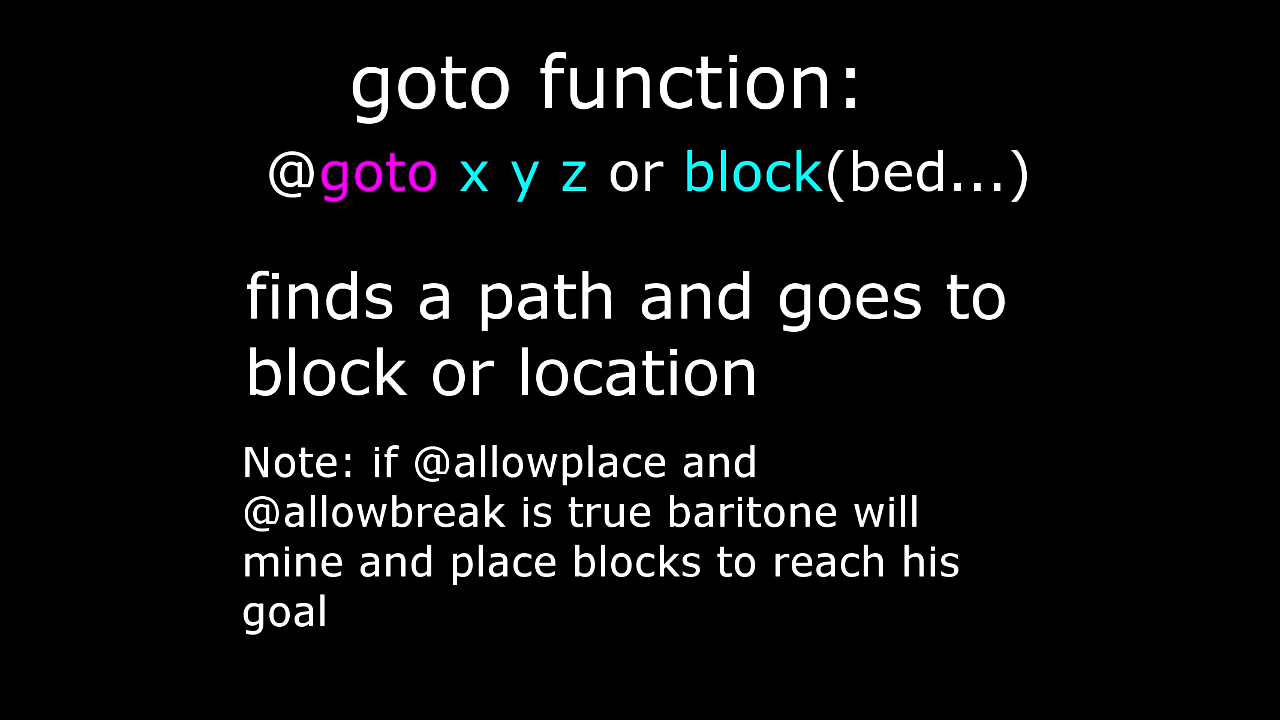 goto function:
@goto x y z or block(bed...)
finds a path and goes to
block or location
Note: if @allowplace and
@allowbreak is true baritone will
mine and place blocks to reach his
goal